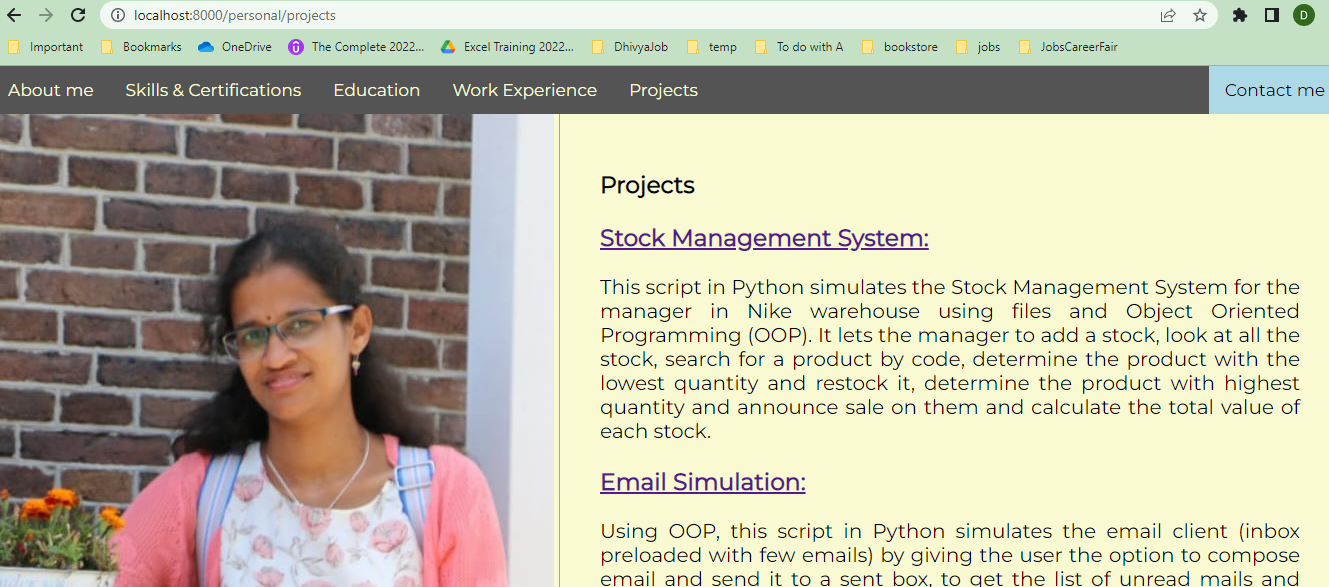 localhost:8000/personal/projects
D
Important Bookmarks OneDrive The Complete 2022... Excel Training 2022... DhivyaJob temp To do with A bookstore jobs JobsCareerFair
About me Skills & Certifications Education Work Experience Projects Contact me
Projects
Stock Management System:
This script in Python simulates the Stock Management System for the
manager in Nike warehouse using files and Object Oriented
Programming (OOP). It lets the manager to add a stock, look at all the
stock, search for a product by code, determine the product with the
lowest quantity and restock it, determine the product with highest
quantity and announce sale on them and calculate the total value of
each stock.
Email Simulation:
Using OOP, this script in Python simulates the email client (inbox
preloaded with few emails) by giving the user the option to compose
email and send it to a sent box, to get the list of unread mails and